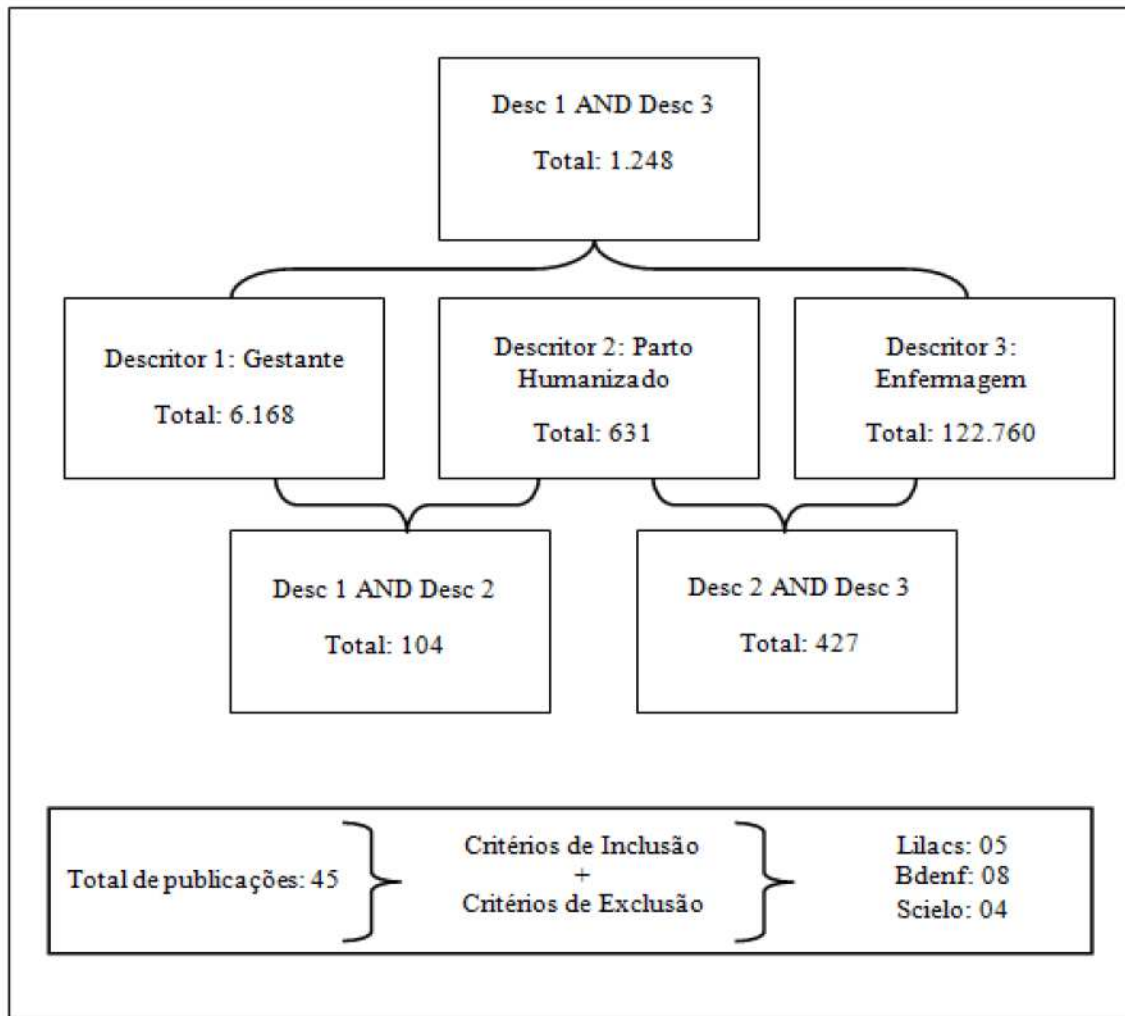 Desc 1 AND Desc 3
Total: 1.248
Descritor 1: Gestante
Total: 6.168
Descritor 2: Parto
Humanizado
Total: 631
Descritor 3:
Enfermagem
Total: 122.760
Desc 1 AND Desc 2
Total: 104
Desc 2 AND Desc 3
Total: 427
Total de publicações: 45
Critérios de Inclusão
+
Critérios de Exclusão
Lilacs: 05
Bdenf: 08
Scielo: 04